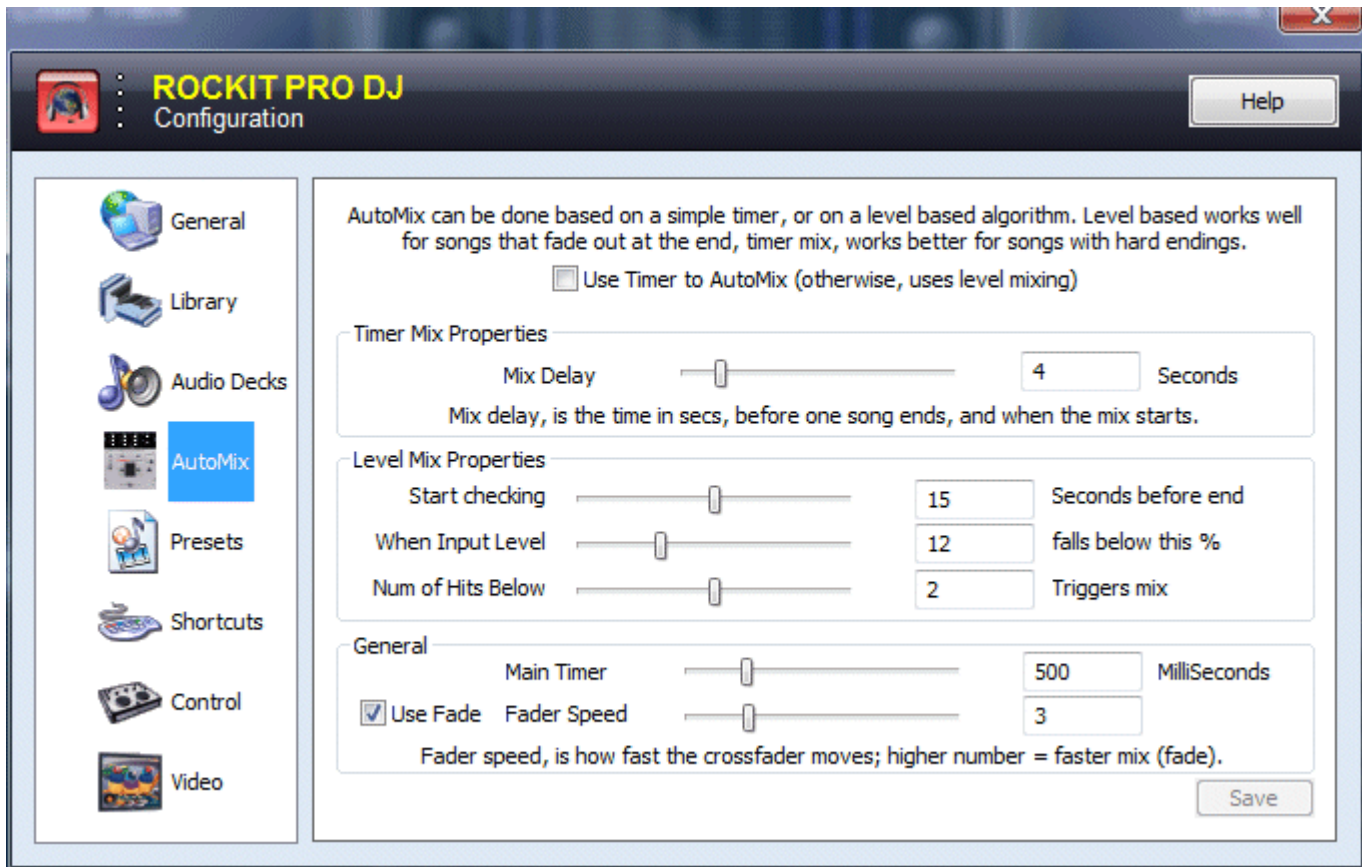 ROCKIT PRO DJ
Configuration
Help
General
Library
Audio Decks
AutoMix
Presets
Shortcuts
Control
Video
AutoMix can be done based on a simple timer, or on a level based algorithm. Level based works well
for songs that fade out at the end, timer mix, works better for songs with hard endings.
Use Timer to AutoMix (otherwise, uses level mixing)
Timer Mix Properties
Mix Delay 4 Seconds
Mix delay, is the time in secs, before one song ends, and when the mix starts.
Level Mix Properties
Start checking 15 Seconds before end
When Input Level 12 falls below this %
Num of Hits Below 2 Triggers mix
General
Main Timer 500 MilliSeconds
Use Fade Fader Speed 3
Fader speed, is how fast the crossfader moves; higher number = faster mix (fade).
Save